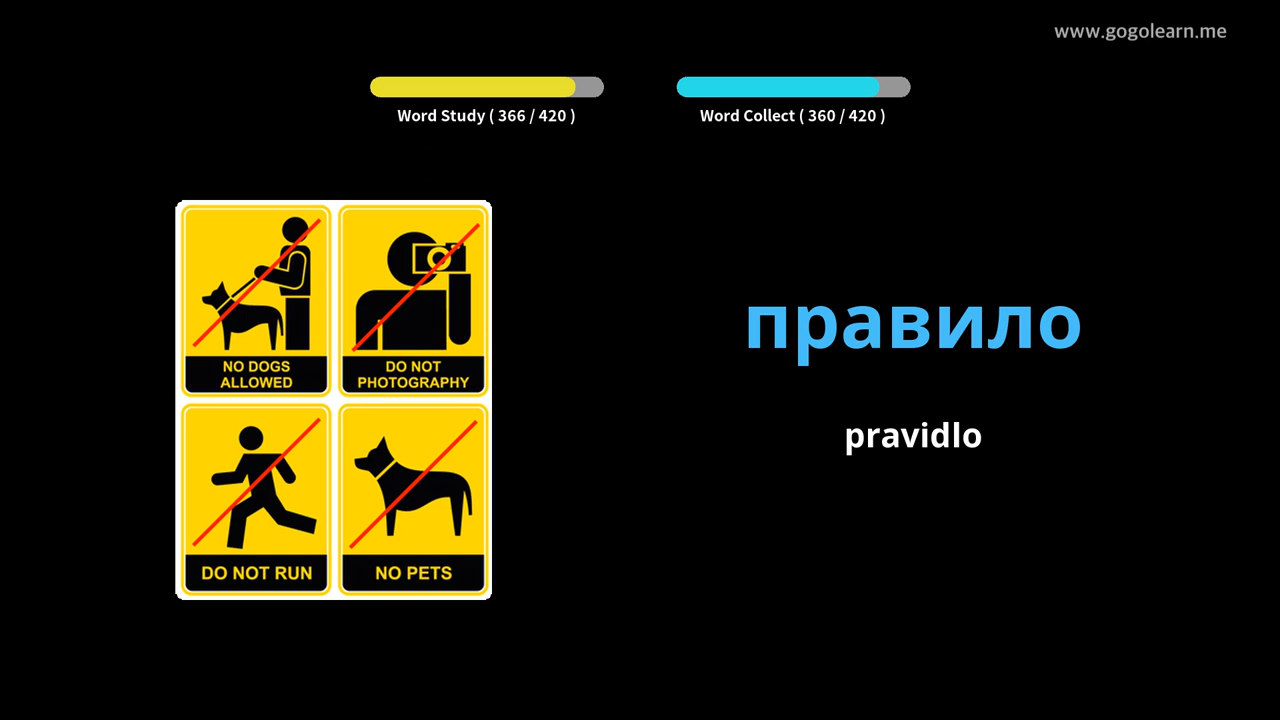 www.gogolearn.me
Word Study ( 366 / 420 )
Word Collect ( 360 / 420 )
NO DOGS
ALLOWED
DO NOT
PHOTOGRAPHY
DO NOT RUN
NO PETS
правило
pravidlo